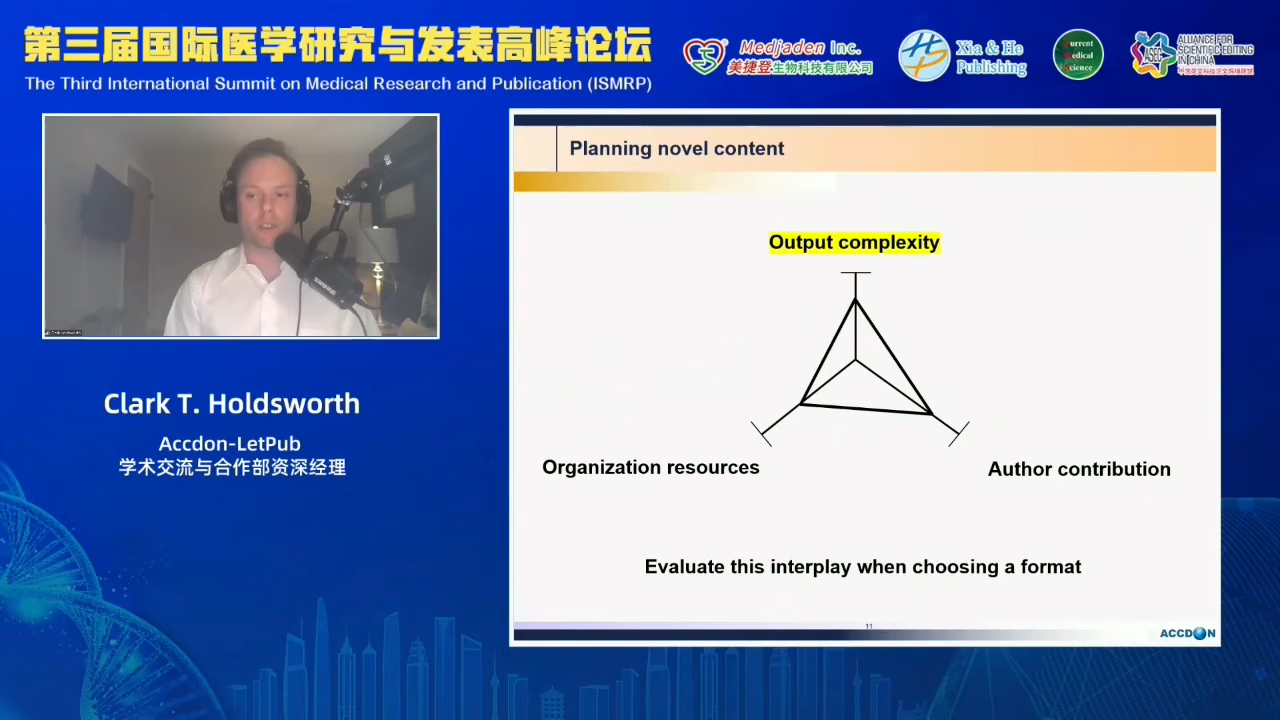 第三届国际医学研究与发表高峰论坛
The Third International Summit on Medical Research and Publication (ISMRP)
Medjaden Inc.
美捷登生物科技有限公司
Xia & He
Publishing
Current
Medical
Science
ALLIANCE FOR
SCIENTIFIC EDITING
IN CHINA
Clark T. Holdsworth
Accdon-LetPub
学术交流与合作部资深经理
Planning novel content
Output complexity
Organization resources
Author contribution
Evaluate this interplay when choosing a format
11
ACCDON